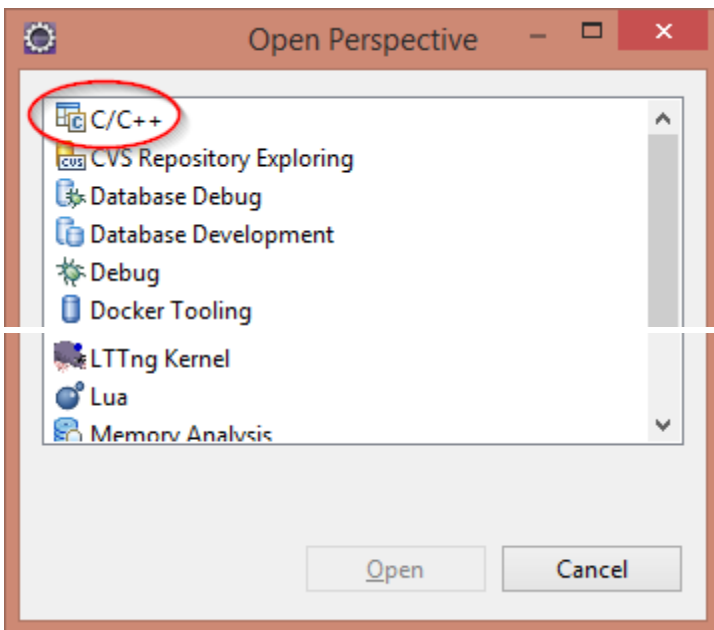 Open Perspective
C/C++
CVS Repository Exploring
Database Debug
Database Development
Debug
Docker Tooling
LTTng Kernel
Lua
Memory Analysis
Open
Cancel